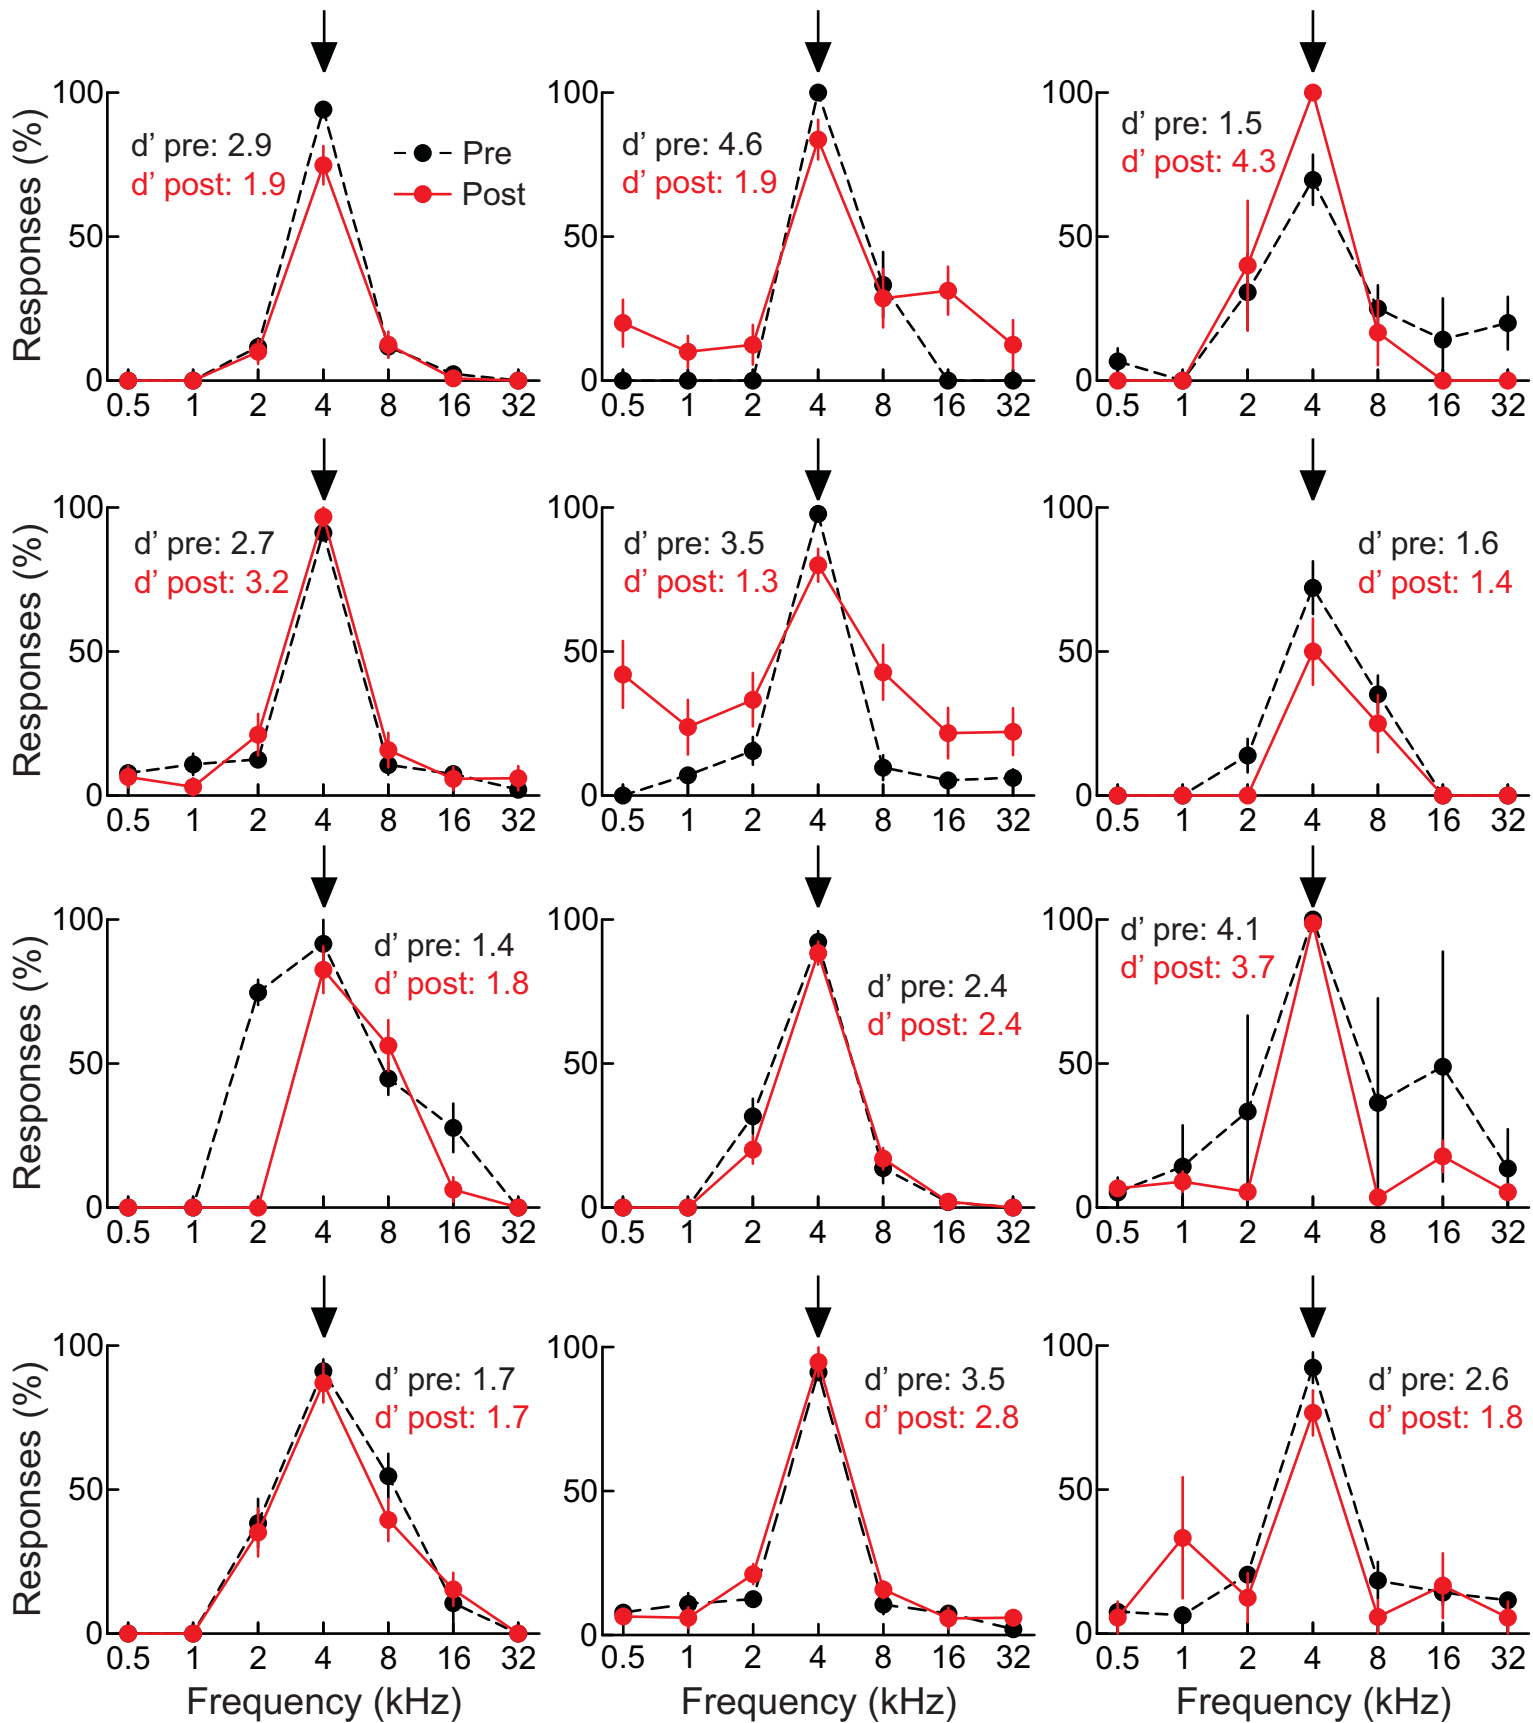 Responses (%)
100
50
0
d’ pre: 2.9
d’ post: 1.9
Pre
Post
0.5 1 2 4 8 16 32
100
50
0
d’ pre: 4.6
d’ post: 1.9
0.5 1 2 4 8 16 32
100
50
0
d’ pre: 1.5
d’ post: 4.3
0.5 1 2 4 8 16 32
Responses (%)
100
50
0
d’ pre: 2.7
d’ post: 3.2
0.5 1 2 4 8 16 32
100
50
0
d’ pre: 3.5
d’ post: 1.3
0.5 1 2 4 8 16 32
100
50
0
d’ pre: 1.6
d’ post: 1.4
0.5 1 2 4 8 16 32
Responses (%)
100
50
0
d’ pre: 1.4
d’ post: 1.8
0.5 1 2 4 8 16 32
100
50
0
d’ pre: 2.4
d’ post: 2.4
0.5 1 2 4 8 16 32
100
50
0
d’ pre: 4.1
d’ post: 3.7
0.5 1 2 4 8 16 32
Responses (%)
100
50
0
d’ pre: 1.7
d’ post: 1.7
0.5 1 2 4 8 16 32
Frequency (kHz)
100
50
0
d’ pre: 3.5
d’ post: 2.8
0.5 1 2 4 8 16 32
Frequency (kHz)
100
50
0
d’ pre: 2.6
d’ post: 1.8
0.5 1 2 4 8 16 32
Frequency (kHz)